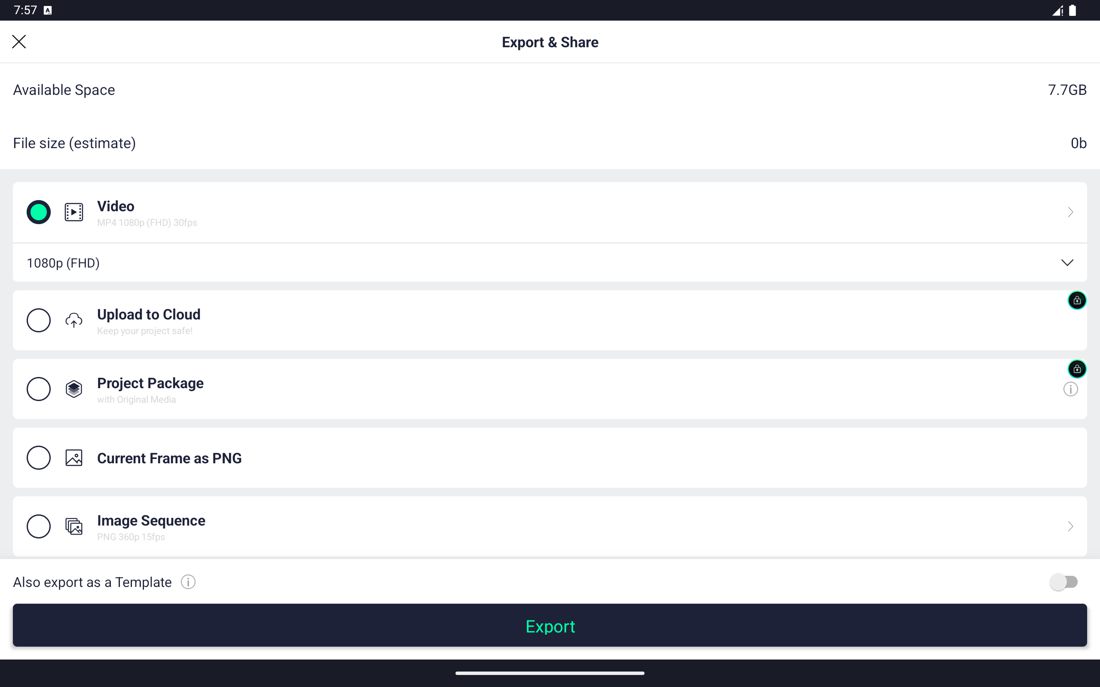 7:57
Export & Share
Available Space 7.7GB
File size (estimate) 0b
Video
MP4 1080p (FHD) 30fps
1080p (FHD)
Upload to Cloud
Keep your project safe!
Project Package
with Original Media
Current Frame as PNG
Image Sequence
PNG 360p 15fps
Also export as a Template
Export